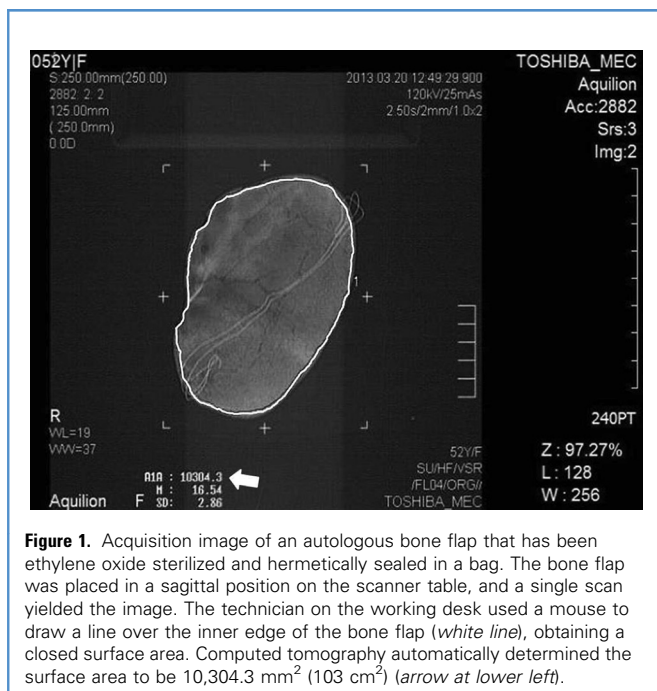 052Y|F
TOSHIBA_MEC
S:250.00mm(250.00)
2013.03.20 12:49:29.900
Aquilion
2882. 2. 2
120kV/25mAs
Acc:2882
125.00mm
2.50s/2mm/1.0x2
Srs:3
( 250.0mm)
Img:2
0.0D
1
R
240PT
WL=19
WW=37
52Y/F
Z : 97.27%
A1A : 10304.3
SU/HF/VSR
L : 128
M : 16.54
/FL04/ORG//
W : 256
Aquilion F SD: 2.86
TOSHIBA_MEC
Figure 1. Acquisition image of an autologous bone flap that has been
ethylene oxide sterilized and hermetically sealed in a bag. The bone flap
was placed in a sagittal position on the scanner table, and a single scan
yielded the image. The technician on the working desk used a mouse to
draw a line over the inner edge of the bone flap (white line), obtaining a
closed surface area. Computed tomography automatically determined the
surface area to be 10,304.3 mm² (103 cm²) (arrow at lower left).